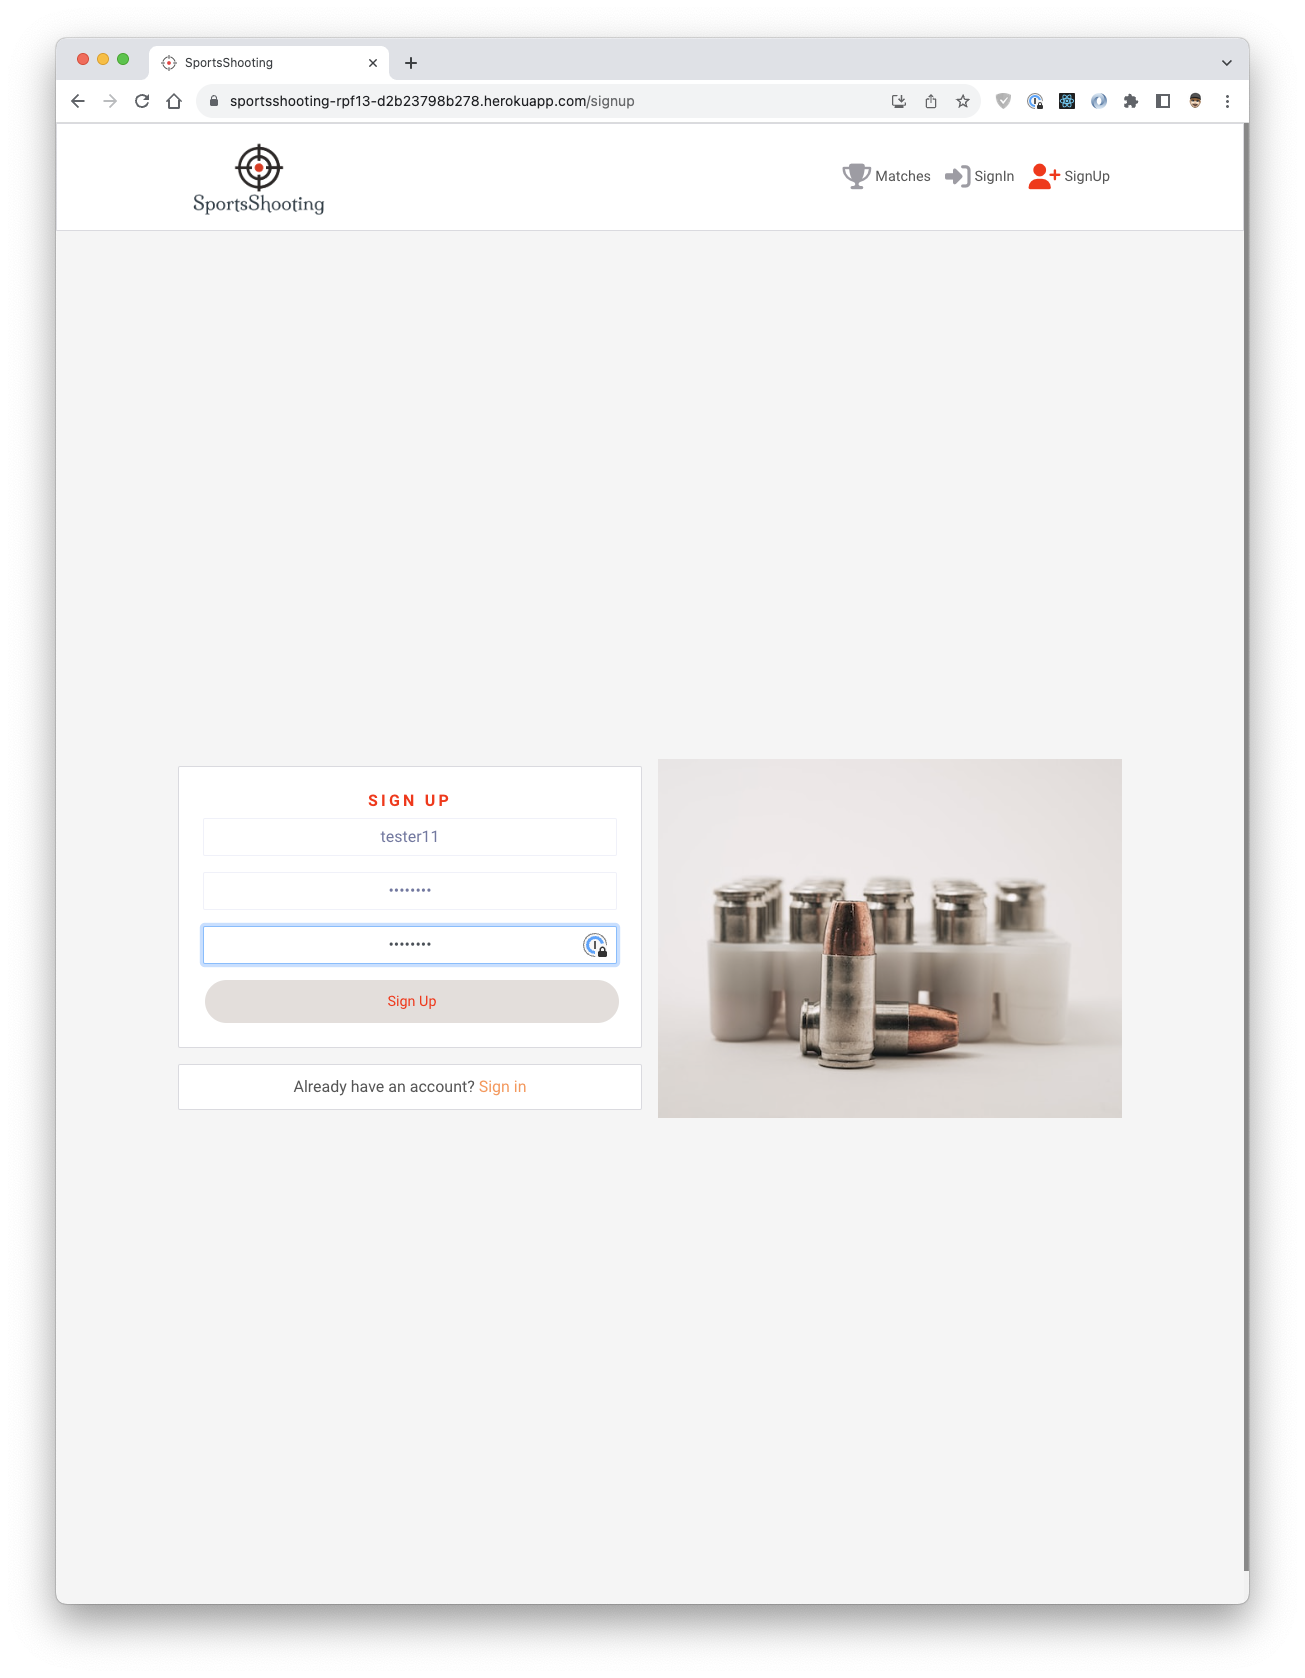 SportsShooting
sportsshooting-rpf13-d2b23798b278.herokuapp.com/signup
SportsShooting
Matches SignIn SignUp
SIGN UP
tester11
••••••••
••••••••
Sign Up
Already have an account? Sign in